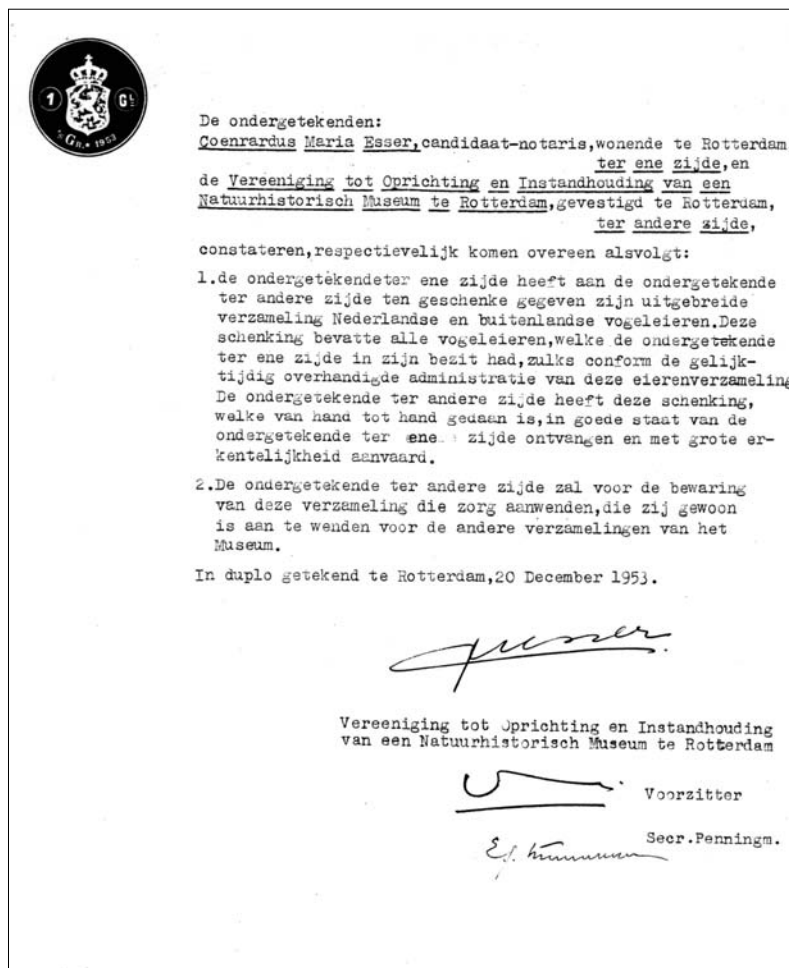 1 GL
'sGR.• 1953
De ondergetekenden:
Coenrardus Maria Esser,candidaat-notaris,wonende te Rotterdam
ter ene zijde,en
de Vereeniging tot Oprichting en Instandhouding van een
Natuurhistorisch Museum te Rotterdam,gevestigd te Rotterdam,
ter andere zijde,
constateren,respectievelijk komen overeen alsvolgt:
1.de ondergetekendeter ene zijde heeft aan de ondergetekende
ter andere zijde ten geschenke gegeven zijn uitgebreide
verzameling Nederlandse en buitenlandse vogeleieren.Deze
schenking bevatte alle vogeleieren,welke de ondergetekende
ter ene zijde in zijn bezit had,zulks conform de gelijk-
tijdig overhandigde administratie van deze eierenverzameling
De ondergetekende ter andere zijde heeft deze schenking,
welke van hand tot hand gedaan is,in goede staat van de
ondergetekende ter ene zijde ontvangen en met grote er-
kentelijkheid aanvaard.
2.De ondergetekende ter andere zijde zal voor de bewaring
van deze verzameling die zorg aanwenden,die zij gewoon
is aan te wenden voor de andere verzamelingen van het
Museum.
In duplo getekend te Rotterdam,20 December 1953.
Vereeniging tot Oprichting en Instandhouding
van een Natuurhistorisch Museum te Rotterdam
Voorzitter
Secr.Penningm.